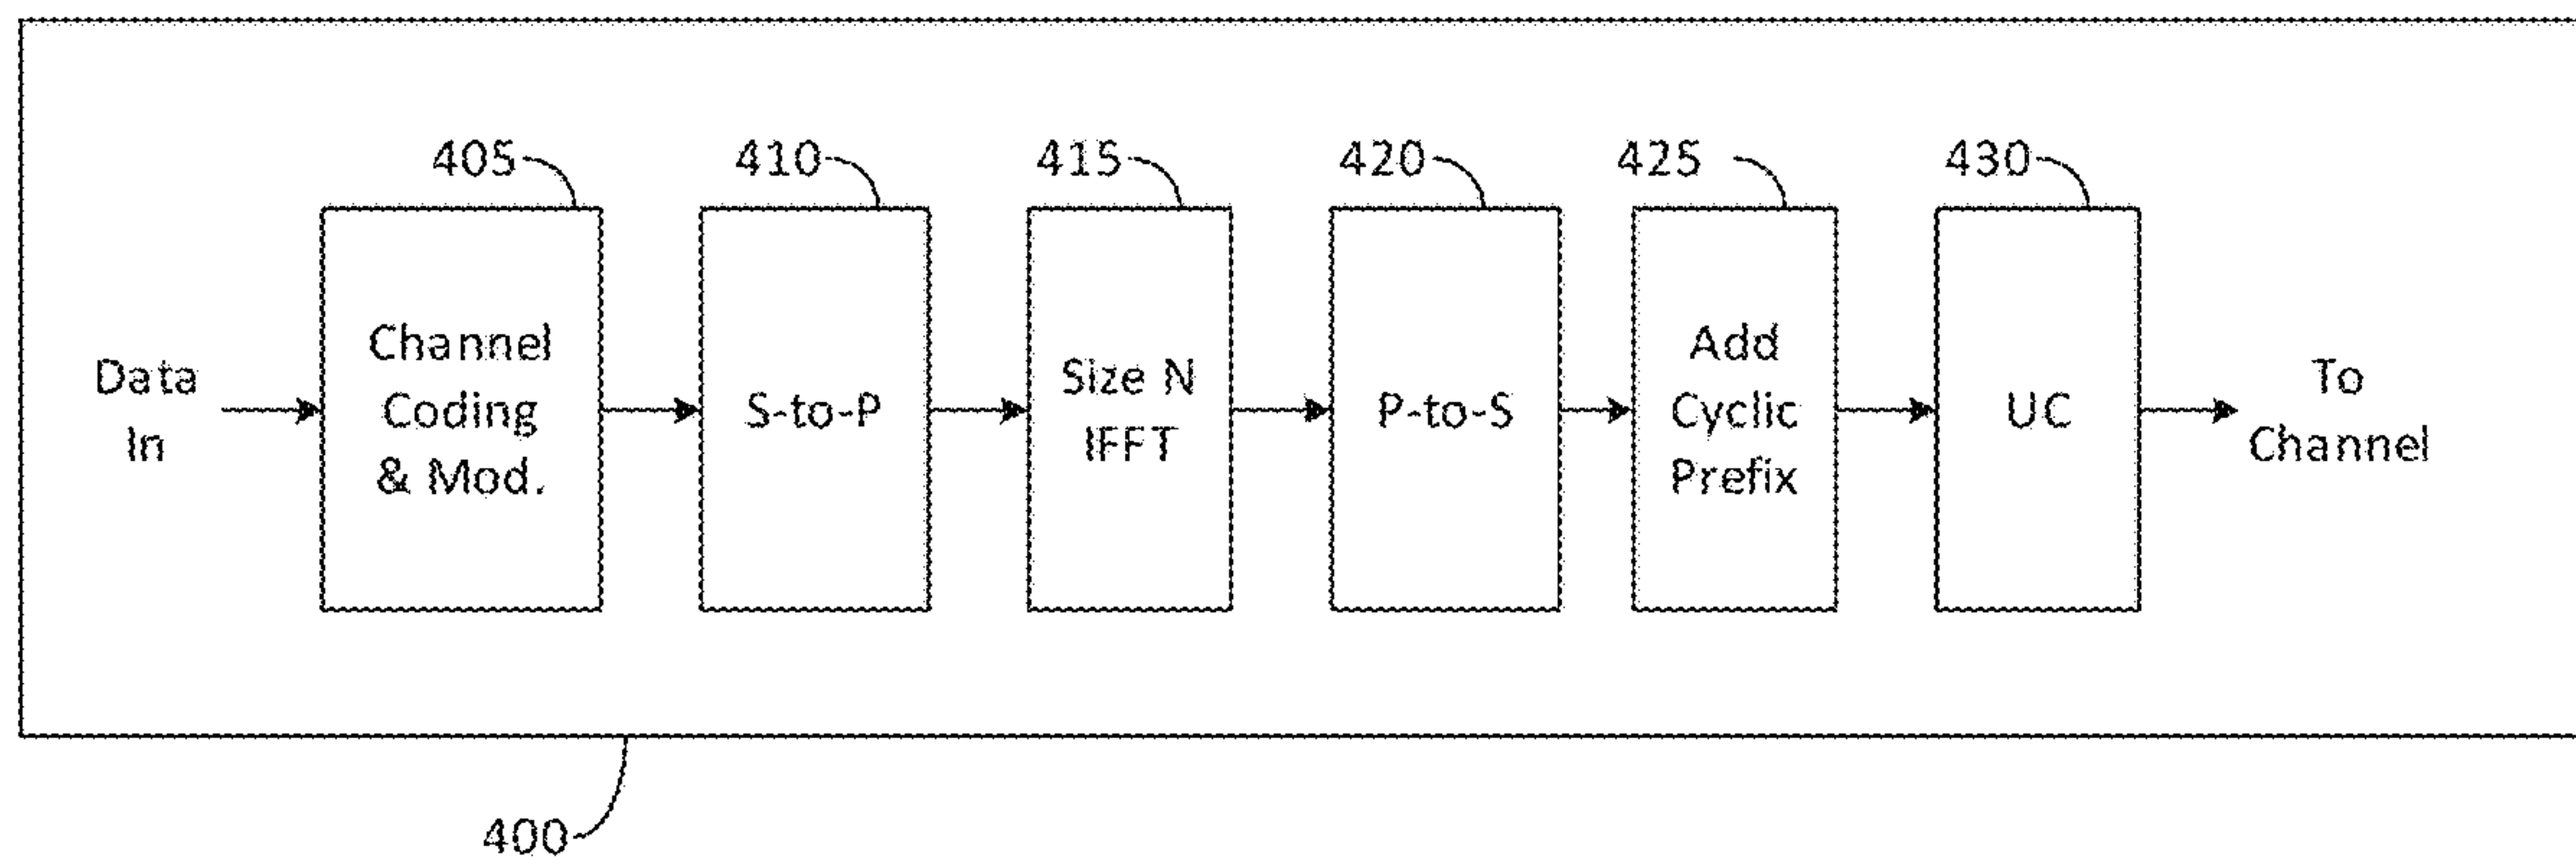 405
410
415
420
425
430
Data
In
Channel
Coding
& Mod.
S-to-P
Size N
IFFT
P-to-S
Add
Cyclic
Prefix
UC
To
Channel
400